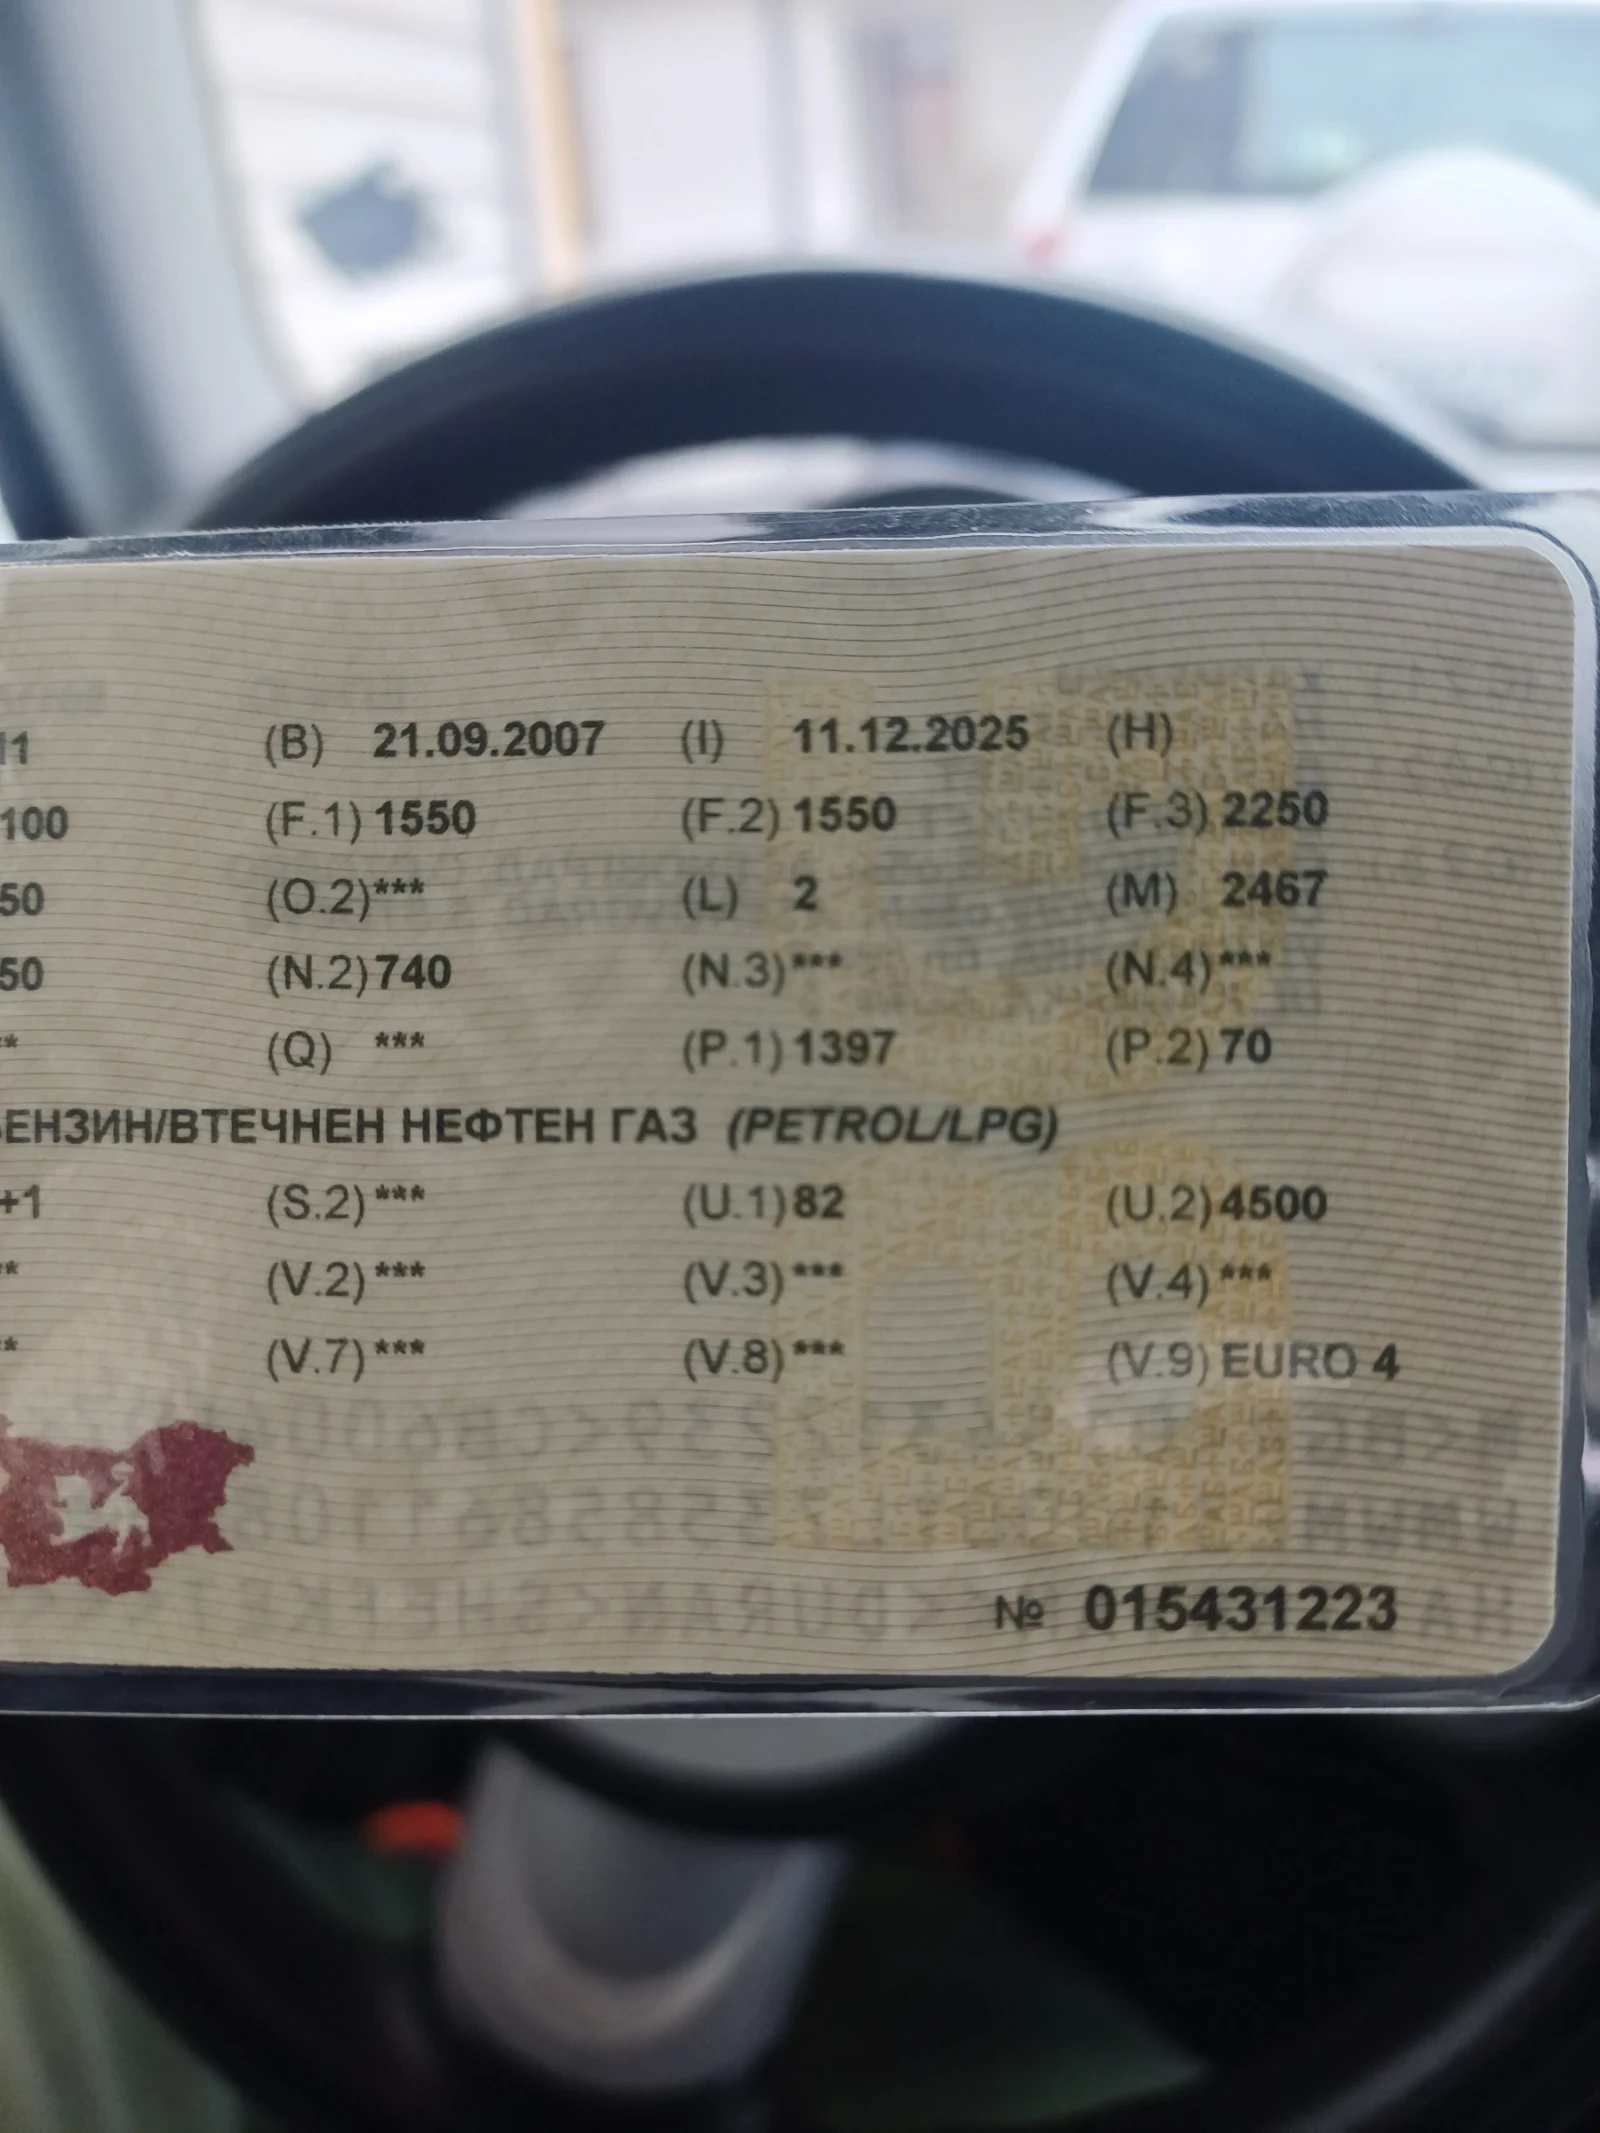 11 (B) 21.09.2007 (I) 11.12.2025 (H)
100 (F.1) 1550 (F.2) 1550 (F.3) 2250
50 (O.2) *** (L) 2 (M) 2467
50 (N.2) 740 (N.3) *** (N.4) ***
** (Q) *** (P.1) 1397 (P.2) 70
БЕНЗИН/ВТЕЧНЕН НЕФТЕН ГАЗ (PETROL/LPG)
+1 (S.2) *** (U.1) 82 (U.2) 4500
** (V.2) *** (V.3) *** (V.4) ***
** (V.7) *** (V.8) *** (V.9) EURO 4
№ 015431223